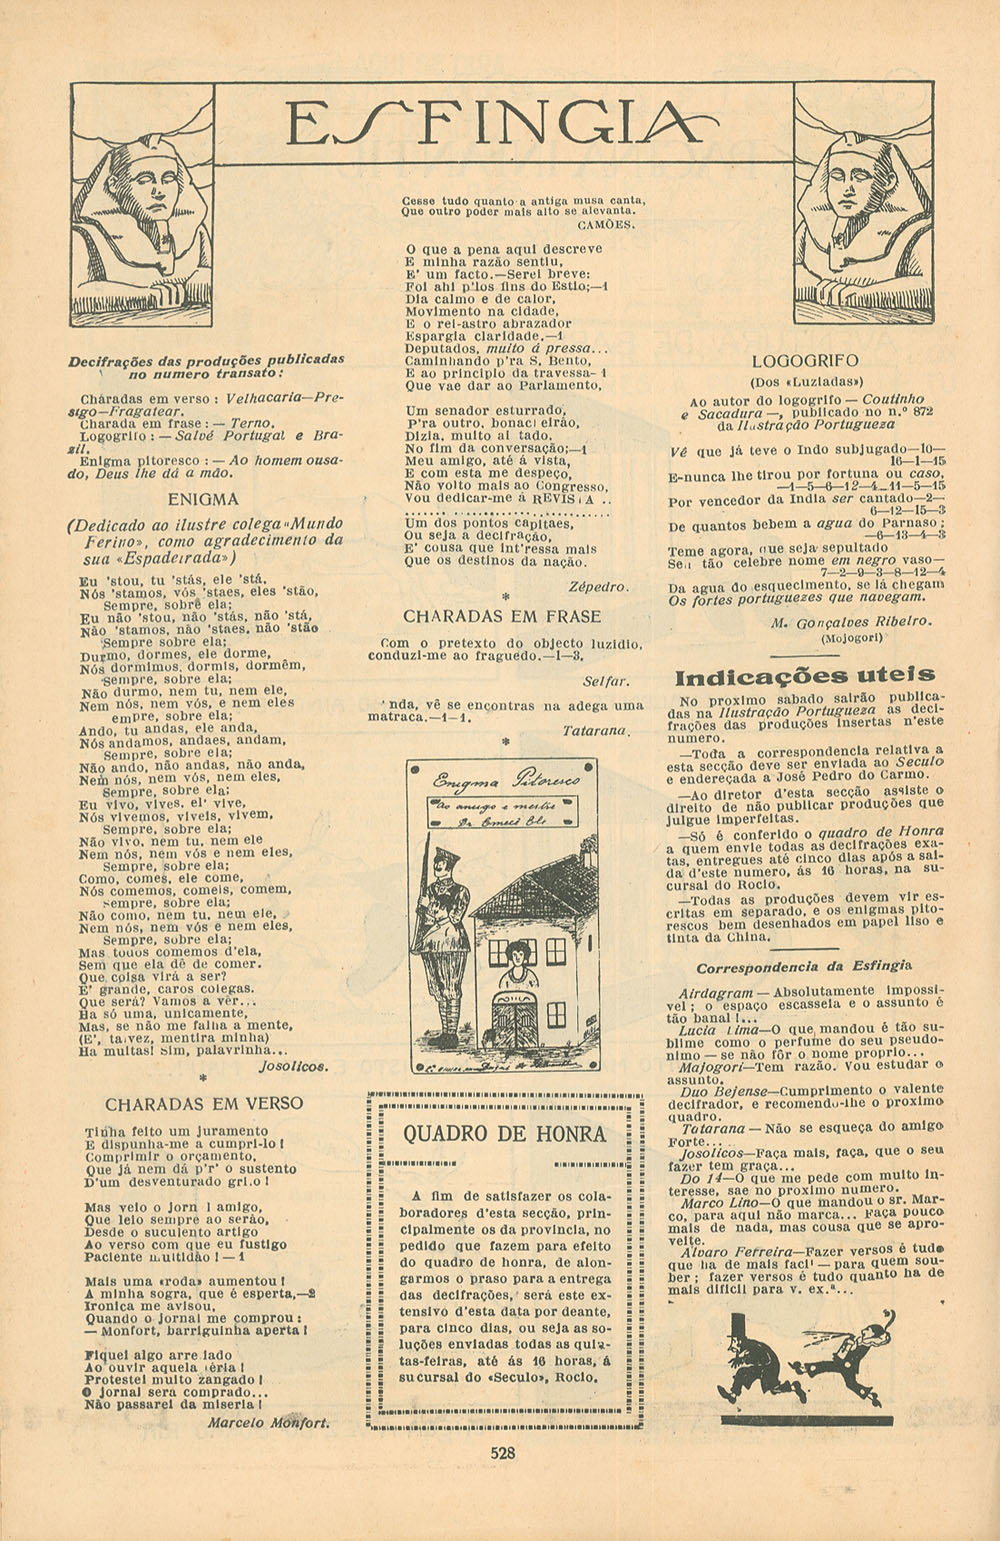 ESFINGIA
Decifrações das produções publicadas
no numero transato:
Charadas em verso : Velhacaria—Pre-
sigo—Fragatear.
Charada em frase : — Terno.
Logogrifo : — Salvé Portugal e Bra-
sil.
Enigma pitoresco : — Ao homem ousa-
do, Deus lhe dá a mão.
ENIGMA
(Dedicado ao ilustre colega «Mundo
Ferino», como agradecimento da
sua «Espadeirada»)
Eu 'stou, tu 'stás, ele 'stá,
Nós 'stamos, vós 'staes, eles 'stão,
Sempre, sobre ela;
Eu não 'stou, não 'stás, não 'stá,
Não 'stamos, não 'staes, não 'stão
Sempre sobre ela;
Durmo, dormes, ele dorme,
Nós dormimos, dormis, dormêm,
Sempre, sobre ela;
Não durmo, nem tu, nem ele,
Nem nós, nem vós, e nem eles
empre, sobre ela;
Ando, tu andas, ele anda,
Nós andamos, andaes, andam,
Sempre, sobre ela;
Não ando, não andas, não anda,
Nem nós, nem vós, nem eles,
Sempre, sobre ela;
Eu vivo, vives, el' vive,
Nós vivemos, viveis, vivem,
Sempre, sobre ela;
Não vivo, nem tu, nem ele
Nem nós, nem vós e nem eles,
Sempre, sobre ela;
Como, comes, ele come,
Nós comemos, comeis, comem,
Sempre, sobre ela;
Não como, nem tu, nem ele,
Nem nós, nem vós e nem eles,
Sempre, sobre ela;
Mas todos comemos d'ela,
Sem que ela dê de comer.
Que coisa virá a ser?
E' grande, caros colegas.
Que será? Vamos a vêr...
Ha só uma, unicamente,
Mas, se não me falha a mente,
(E', talvez, mentira minha)
Ha multas! Sim, palavrinha...
Josolicos.
*
CHARADAS EM VERSO
Tinha feito um juramento
E dispunha-me a cumpri-lo !
Comprimir o orçamento,
Que já nem dá p'r' o sustento
D'um desventurado grilo !
Mas veio o jorn l amigo,
Que leio sempre ao serão,
Desde o suculento artigo
Ao verso com que eu fustigo
Paciente multidão ! — 1
Mais uma «roda» aumentou !
A minha sogra, que é esperta,—2
Ironica me avisou,
Quando o jornal me comprou :
— Monfort, barriguinha aperta !
Fiquei algo arre lado
Ao ouvir aquela léria !
Protestei muito zangado !
O jornal será comprado...
Não passarei da miseria !
Marcelo Monfort.
Cesse tudo quanto a antiga musa canta,
Que outro poder mais alto se alevanta.
CAMÕES.
O que a pena aqui descreve
E minha razão sentiu,
E' um facto.—Serei breve:
Foi ahi p'los fins do Estio;—1
Dia calmo e de calor,
Movimento na cidade,
E o rei-astro abrazador
Espargia claridade.—1
Deputados, muito á pressa...
Caminhando p'ra S. Bento,
E ao principio da travessa—1
Que vae dar ao Parlamento,
Um senador esturrado,
P'ra outro, bonacheirão,
Dizia, muito ai tado,
No fim da conversação;—1
Meu amigo, até á vista,
E com esta me despeço,
Não volto mais ao Congresso,
Vou dedicar-me á REVISTA ..
..............................
Um dos pontos capitaes,
Ou seja a decifração,
E' cousa que int'ressa mais
Que os destinos da nação.
Zépedro.
*
CHARADAS EM FRASE
Com o pretexto do objecto luzidio,
conduzi-me ao fraguedo.—1—3.
Selfar.
'nda, vê se encontras na adega uma
matraca.—1—1.
Tatarana.
*
Enigma Pitoresco
Ao amigo e mestre
QUADRO DE HONRA
A fim de satisfazer os cola-
boradores d'esta secção, prin-
cipalmente os da provincia, no
pedido que fazem para efeito
do quadro de honra, de alon-
garmos o praso para a entrega
das decifrações, será este ex-
tensivo d'esta data por deante,
para cinco dias, ou seja as so-
luções enviadas todas as quin-
tas-feiras, até ás 16 horas, á
sucursal do «Seculo», Rocio.
LOGOGRIFO
(Dos «Luziadas»)
Ao autor do logogrifo — Coutinho
e Sacadura —, publicado no n.º 872
da Ilustração Portugueza
Vê que já teve o Indo subjugado—10—
16—1—15
E-nunca lhe tirou por fortuna ou caso,
—1—5—6—12—4—11—5—15
Por vencedor da India ser cantado—2—
6—12—15—3
De quantos bebem a agua do Parnaso ;
—6—13—4—3
Teme agora, que seja sepultado
Seu tão celebre nome em negro vaso—
7—2—9—3—8—12—4
Da agua do esquecimento, se lá chegam
Os fortes portuguezes que navegam.
M. Gonçalves Ribeiro.
(Mojogori)
Indicações uteis
No proximo sabado sairão publica-
das na Ilustração Portugueza as deci-
frações das produções insertas n'este
numero.
—Toda a correspondencia relativa a
esta secção deve ser enviada ao Seculo
e endereçada a José Pedro do Carmo.
—Ao diretor d'esta secção assiste o
direito de não publicar produções que
julgue imperfeitas.
—Só é conferido o quadro de Honra
a quem envie todas as decifrações exa-
tas, entregues até cinco dias após a sai-
da d'este numero, ás 16 horas, na su-
cursal do Rocio.
—Todas as produções devem vir es-
critas em separado, e os enigmas pito-
rescos bem desenhados em papel liso e
tinta da China.
Correspondencia da Esfingia
Airdagram — Absolutamente impossi-
vel ; o espaço escasseia e o assunto é
tão banal !...
Lucia Lima—O que mandou é tão su-
blime como o perfume do seu pseudo-
nimo — se não fôr o nome proprio...
Majogori—Tem razão. Vou estudar o
assunto.
Duo Bejense—Cumprimento o valente
decifrador, e recomendo-lhe o proximo
quadro.
Tatarana — Não se esqueça do amigo
Forte...
Josolicos—Faça mais, faça, que o seu
fazer tem graça...
Do 14—O que me pede com muito in-
teresse, sae no proximo numero.
Marco Lino—O que mandou o sr. Mar-
co, para aqui não marca... Faça pouco
mais de nada, mas cousa que se apro-
veite.
Alvaro Ferreira—Fazer versos é tudo
que ha de mais facil — para quem sou-
ber ; fazer versos é tudo quanto ha de
mais dificil para v. ex.ª...
528